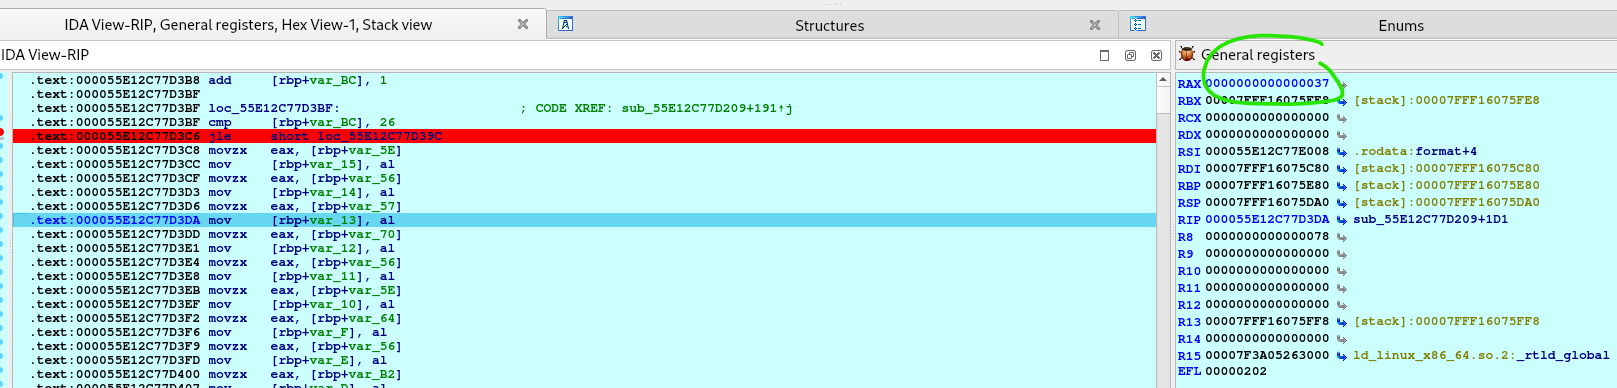 IDA View-RIP, General registers, Hex View-1, Stack view
Structures
Enums
IDA View-RIP
.text:000055E12C77D3B8 add [rbp+var_BC], 1
.text:000055E12C77D3BF
.text:000055E12C77D3BF loc_55E12C77D3BF: ; CODE XREF: sub_55E12C77D209+191↑j
.text:000055E12C77D3BF cmp [rbp+var_BC], 26
.text:000055E12C77D3C6 jle short loc_55E12C77D39C
.text:000055E12C77D3C8 movzx eax, [rbp+var_5E]
.text:000055E12C77D3CC mov [rbp+var_15], al
.text:000055E12C77D3CF movzx eax, [rbp+var_56]
.text:000055E12C77D3D3 mov [rbp+var_14], al
.text:000055E12C77D3D6 movzx eax, [rbp+var_57]
.text:000055E12C77D3DA mov [rbp+var_13], al
.text:000055E12C77D3DD movzx eax, [rbp+var_70]
.text:000055E12C77D3E1 mov [rbp+var_12], al
.text:000055E12C77D3E4 movzx eax, [rbp+var_56]
.text:000055E12C77D3E8 mov [rbp+var_11], al
.text:000055E12C77D3EB movzx eax, [rbp+var_5E]
.text:000055E12C77D3EF mov [rbp+var_10], al
.text:000055E12C77D3F2 movzx eax, [rbp+var_64]
.text:000055E12C77D3F6 mov [rbp+var_F], al
.text:000055E12C77D3F9 movzx eax, [rbp+var_56]
.text:000055E12C77D3FD mov [rbp+var_E], al
.text:000055E12C77D400 movzx eax, [rbp+var_B2]
.text:000055E12C77D407 mov [rbp+var_D], al
General registers
RAX 0000000000000037
RBX 00007FFF16075FE8 [stack]:00007FFF16075FE8
RCX 0000000000000000
RDX 0000000000000000
RSI 000055E12C77E008 .rodata:format+4
RDI 00007FFF16075C80 [stack]:00007FFF16075C80
RBP 00007FFF16075E80 [stack]:00007FFF16075E80
RSP 00007FFF16075DA0 [stack]:00007FFF16075DA0
RIP 000055E12C77D3DA sub_55E12C77D209+1D1
R8 0000000000000078
R9 0000000000000000
R10 0000000000000000
R11 0000000000000000
R12 0000000000000000
R13 00007FFF16075FF8 [stack]:00007FFF16075FF8
R14 0000000000000000
R15 00007F3A05263000 ld_linux_x86_64.so.2:_rtld_global
EFL 00000202